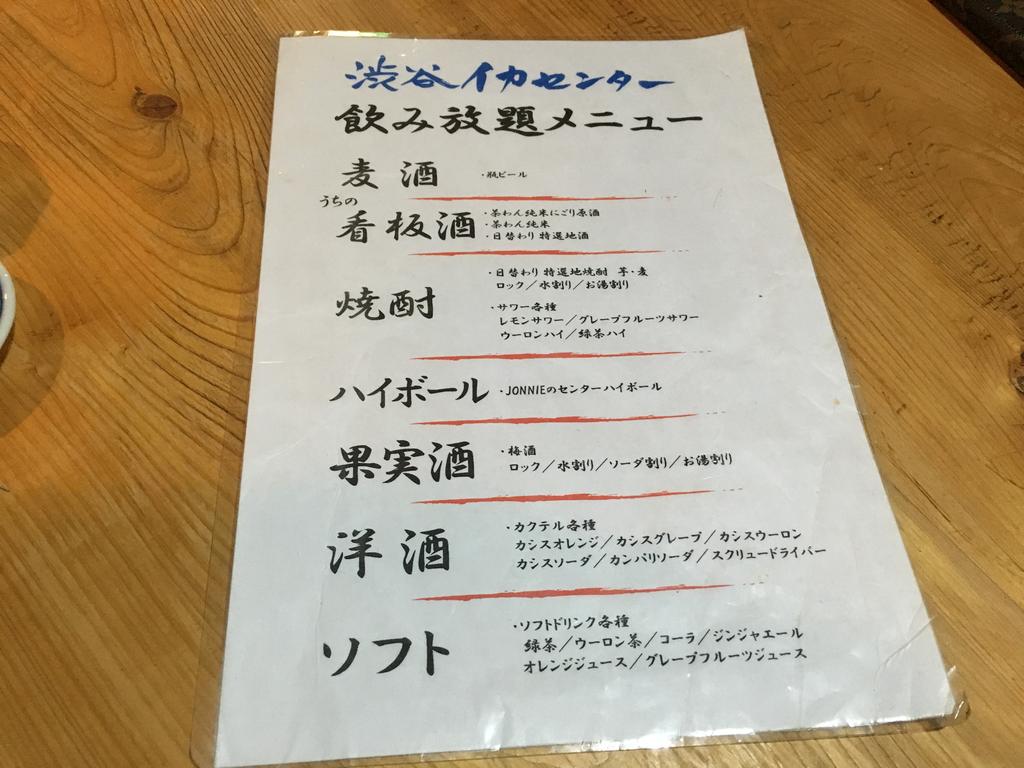 渋谷イカセンター
飲み放題メニュー
麦酒 ・瓶ビール
うちの
看板酒
・茶わん純米にごり原酒
・茶わん純米
・日替わり特選地酒
焼酎
・日替わり特選地焼酎 芋・麦
ロック／水割り／お湯割り
・サワー各種
レモンサワー／グレープフルーツサワー
ウーロンハイ／緑茶ハイ
ハイボール ・JONNIEのセンターハイボール
果実酒
・梅酒
ロック／水割り／ソーダ割り／お湯割り
洋酒
・カクテル各種
カシスオレンジ／カシスグレープ／カシスウーロン
カシスソーダ／カンパリソーダ／スクリュードライバー
ソフト
・ソフトドリンク各種
緑茶／ウーロン茶／コーラ／ジンジャエール
オレンジジュース／グレープフルーツジュース